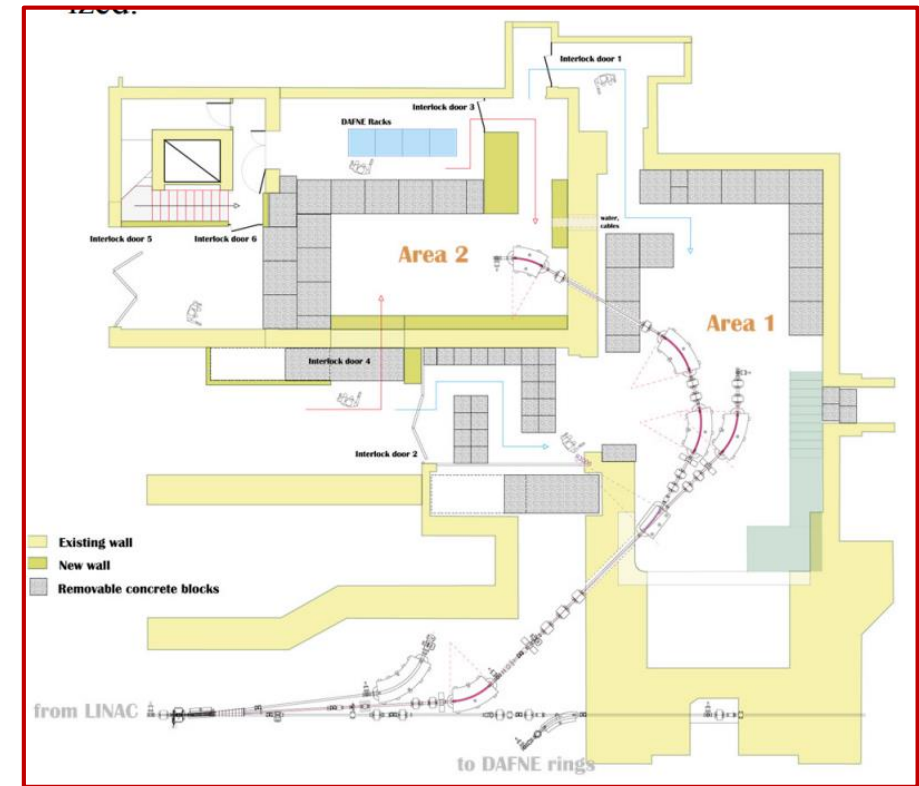 ized.
Interlock door 1
Interlock door 3
DAFNE Racks
water,
cables
Interlock door 5
Interlock door 6
Area 2
Area 1
Interlock door 4
Interlock door 2
Existing wall
New wall
Removable concrete blocks
from LINAC
to DAFNE rings